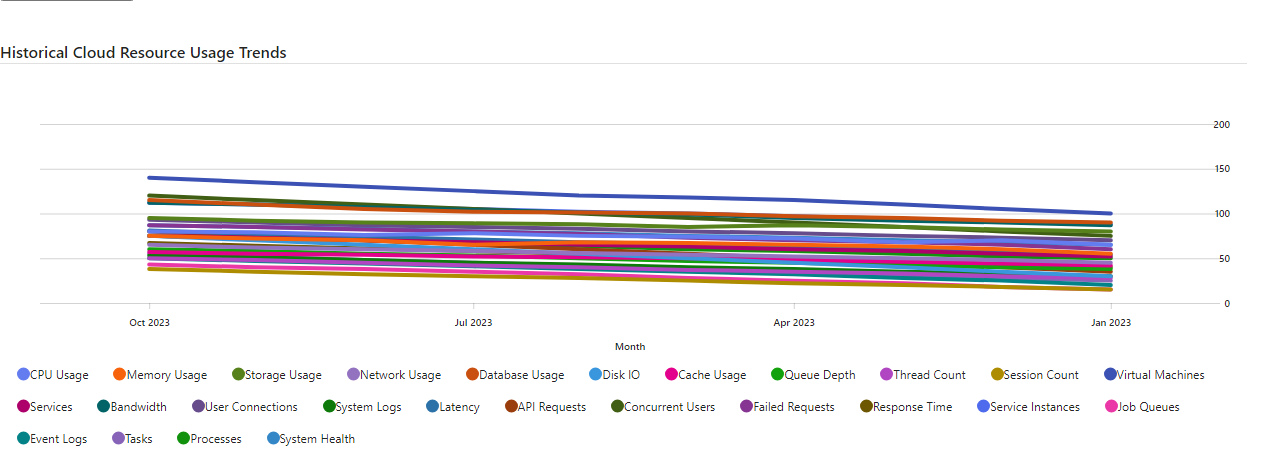 Historical Cloud Resource Usage Trends
200
150
100
50
0
Oct 2023 Jul 2023 Apr 2023 Jan 2023
Month
CPU Usage Memory Usage Storage Usage Network Usage Database Usage Disk IO Cache Usage Queue Depth Thread Count Session Count Virtual Machines
Services Bandwidth User Connections System Logs Latency API Requests Concurrent Users Failed Requests Response Time Service Instances Job Queues
Event Logs Tasks Processes System Health